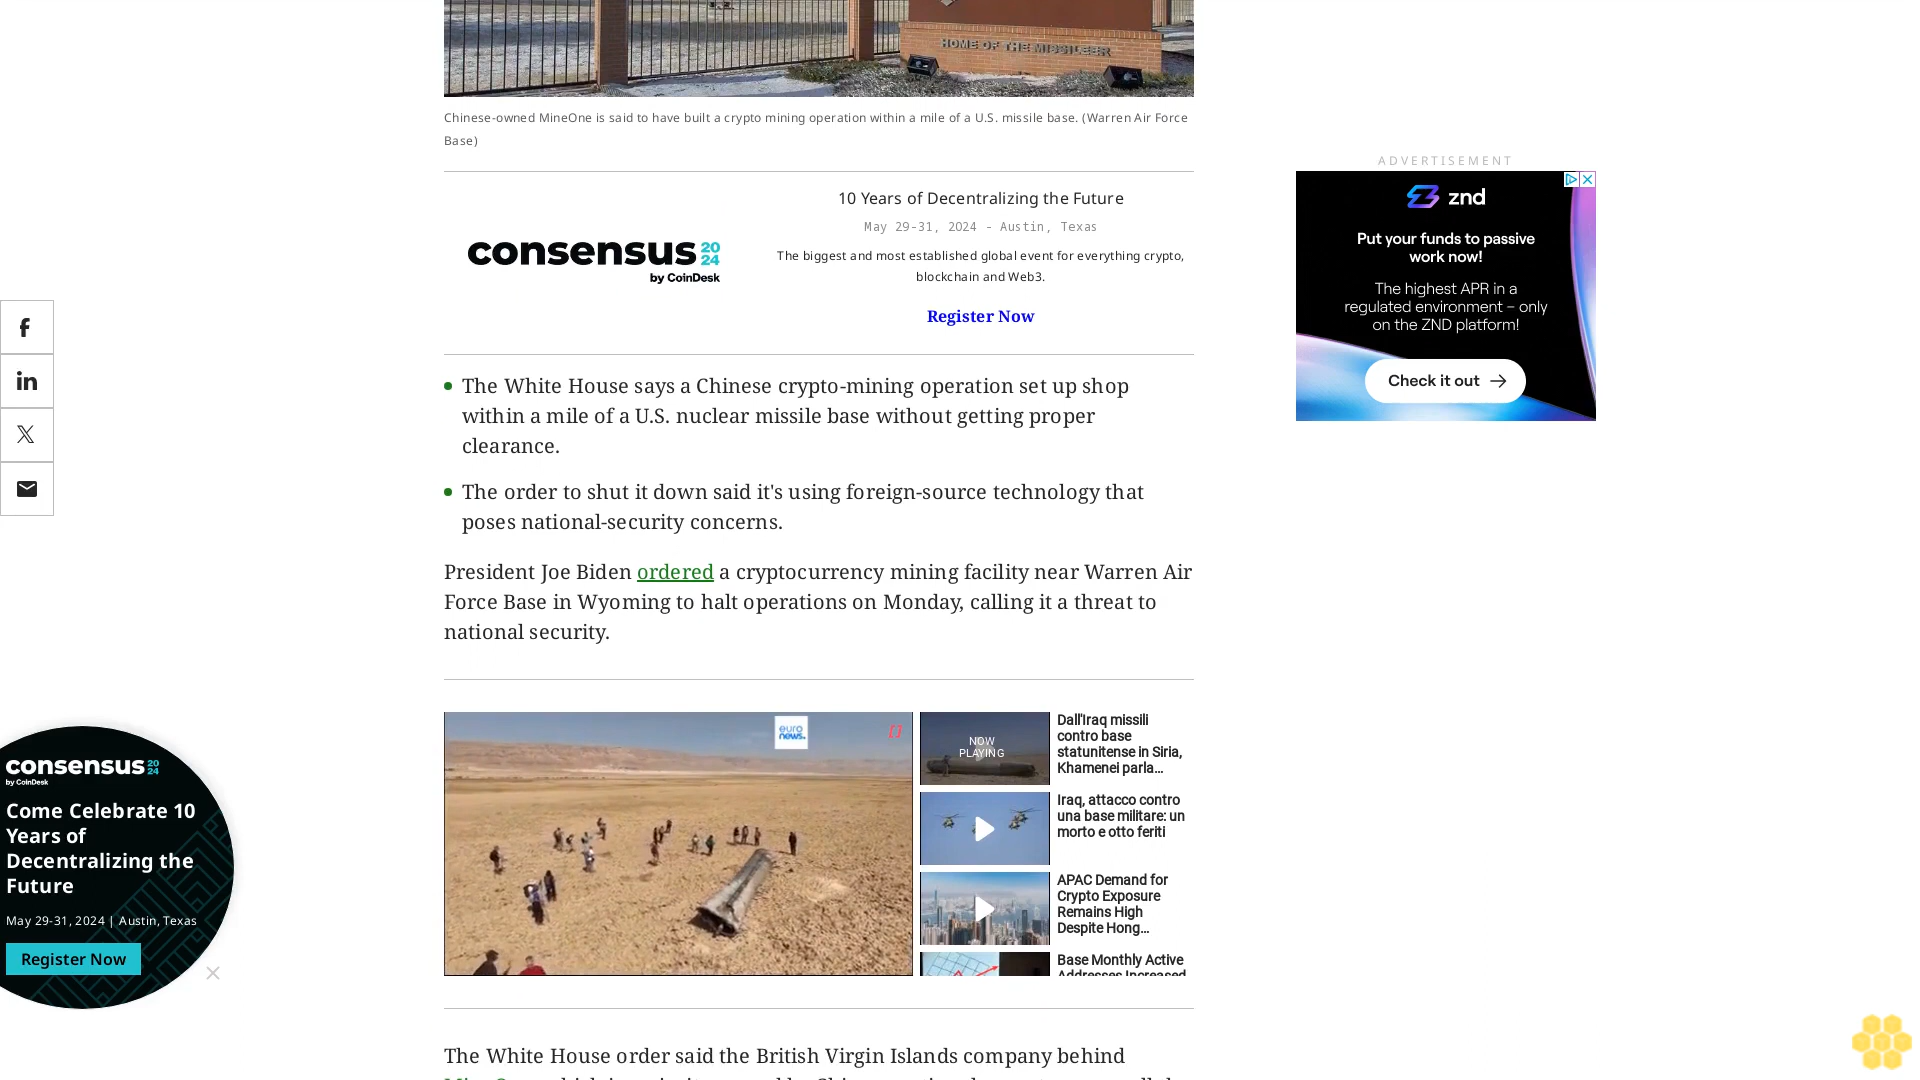 HOME OF THE MISSILEER
Chinese-owned MineOne is said to have built a crypto mining operation within a mile of a U.S. missile base. (Warren Air Force
Base)
consensus 2024
by CoinDesk
10 Years of Decentralizing the Future
May 29-31, 2024 - Austin, Texas
The biggest and most established global event for everything crypto,
blockchain and Web3.
Register Now
The White House says a Chinese crypto-mining operation set up shop
within a mile of a U.S. nuclear missile base without getting proper
clearance.
The order to shut it down said it's using foreign-source technology that
poses national-security concerns.
President Joe Biden ordered a cryptocurrency mining facility near Warren Air
Force Base in Wyoming to halt operations on Monday, calling it a threat to
national security.
euro
news.
NOW
PLAYING
Dall'Iraq missili
contro base
statunitense in Siria,
Khamenei parla...
Iraq, attacco contro
una base militare: un
morto e otto feriti
APAC Demand for
Crypto Exposure
Remains High
Despite Hong...
Base Monthly Active
Addresses Increased
The White House order said the British Virgin Islands company behind
ADVERTISEMENT
znd
Put your funds to passive
work now!
The highest APR in a
regulated environment – only
on the ZND platform!
Check it out →
consensus 2024
by CoinDesk
Come Celebrate 10
Years of
Decentralizing the
Future
May 29-31, 2024 | Austin, Texas
Register Now